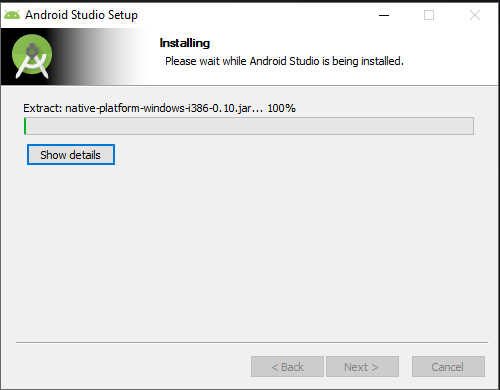 Android Studio Setup
Installing
Please wait while Android Studio is being installed.
Extract: native-platform-windows-i386-0.10.jar... 100%
Show details
< Back
Next >
Cancel